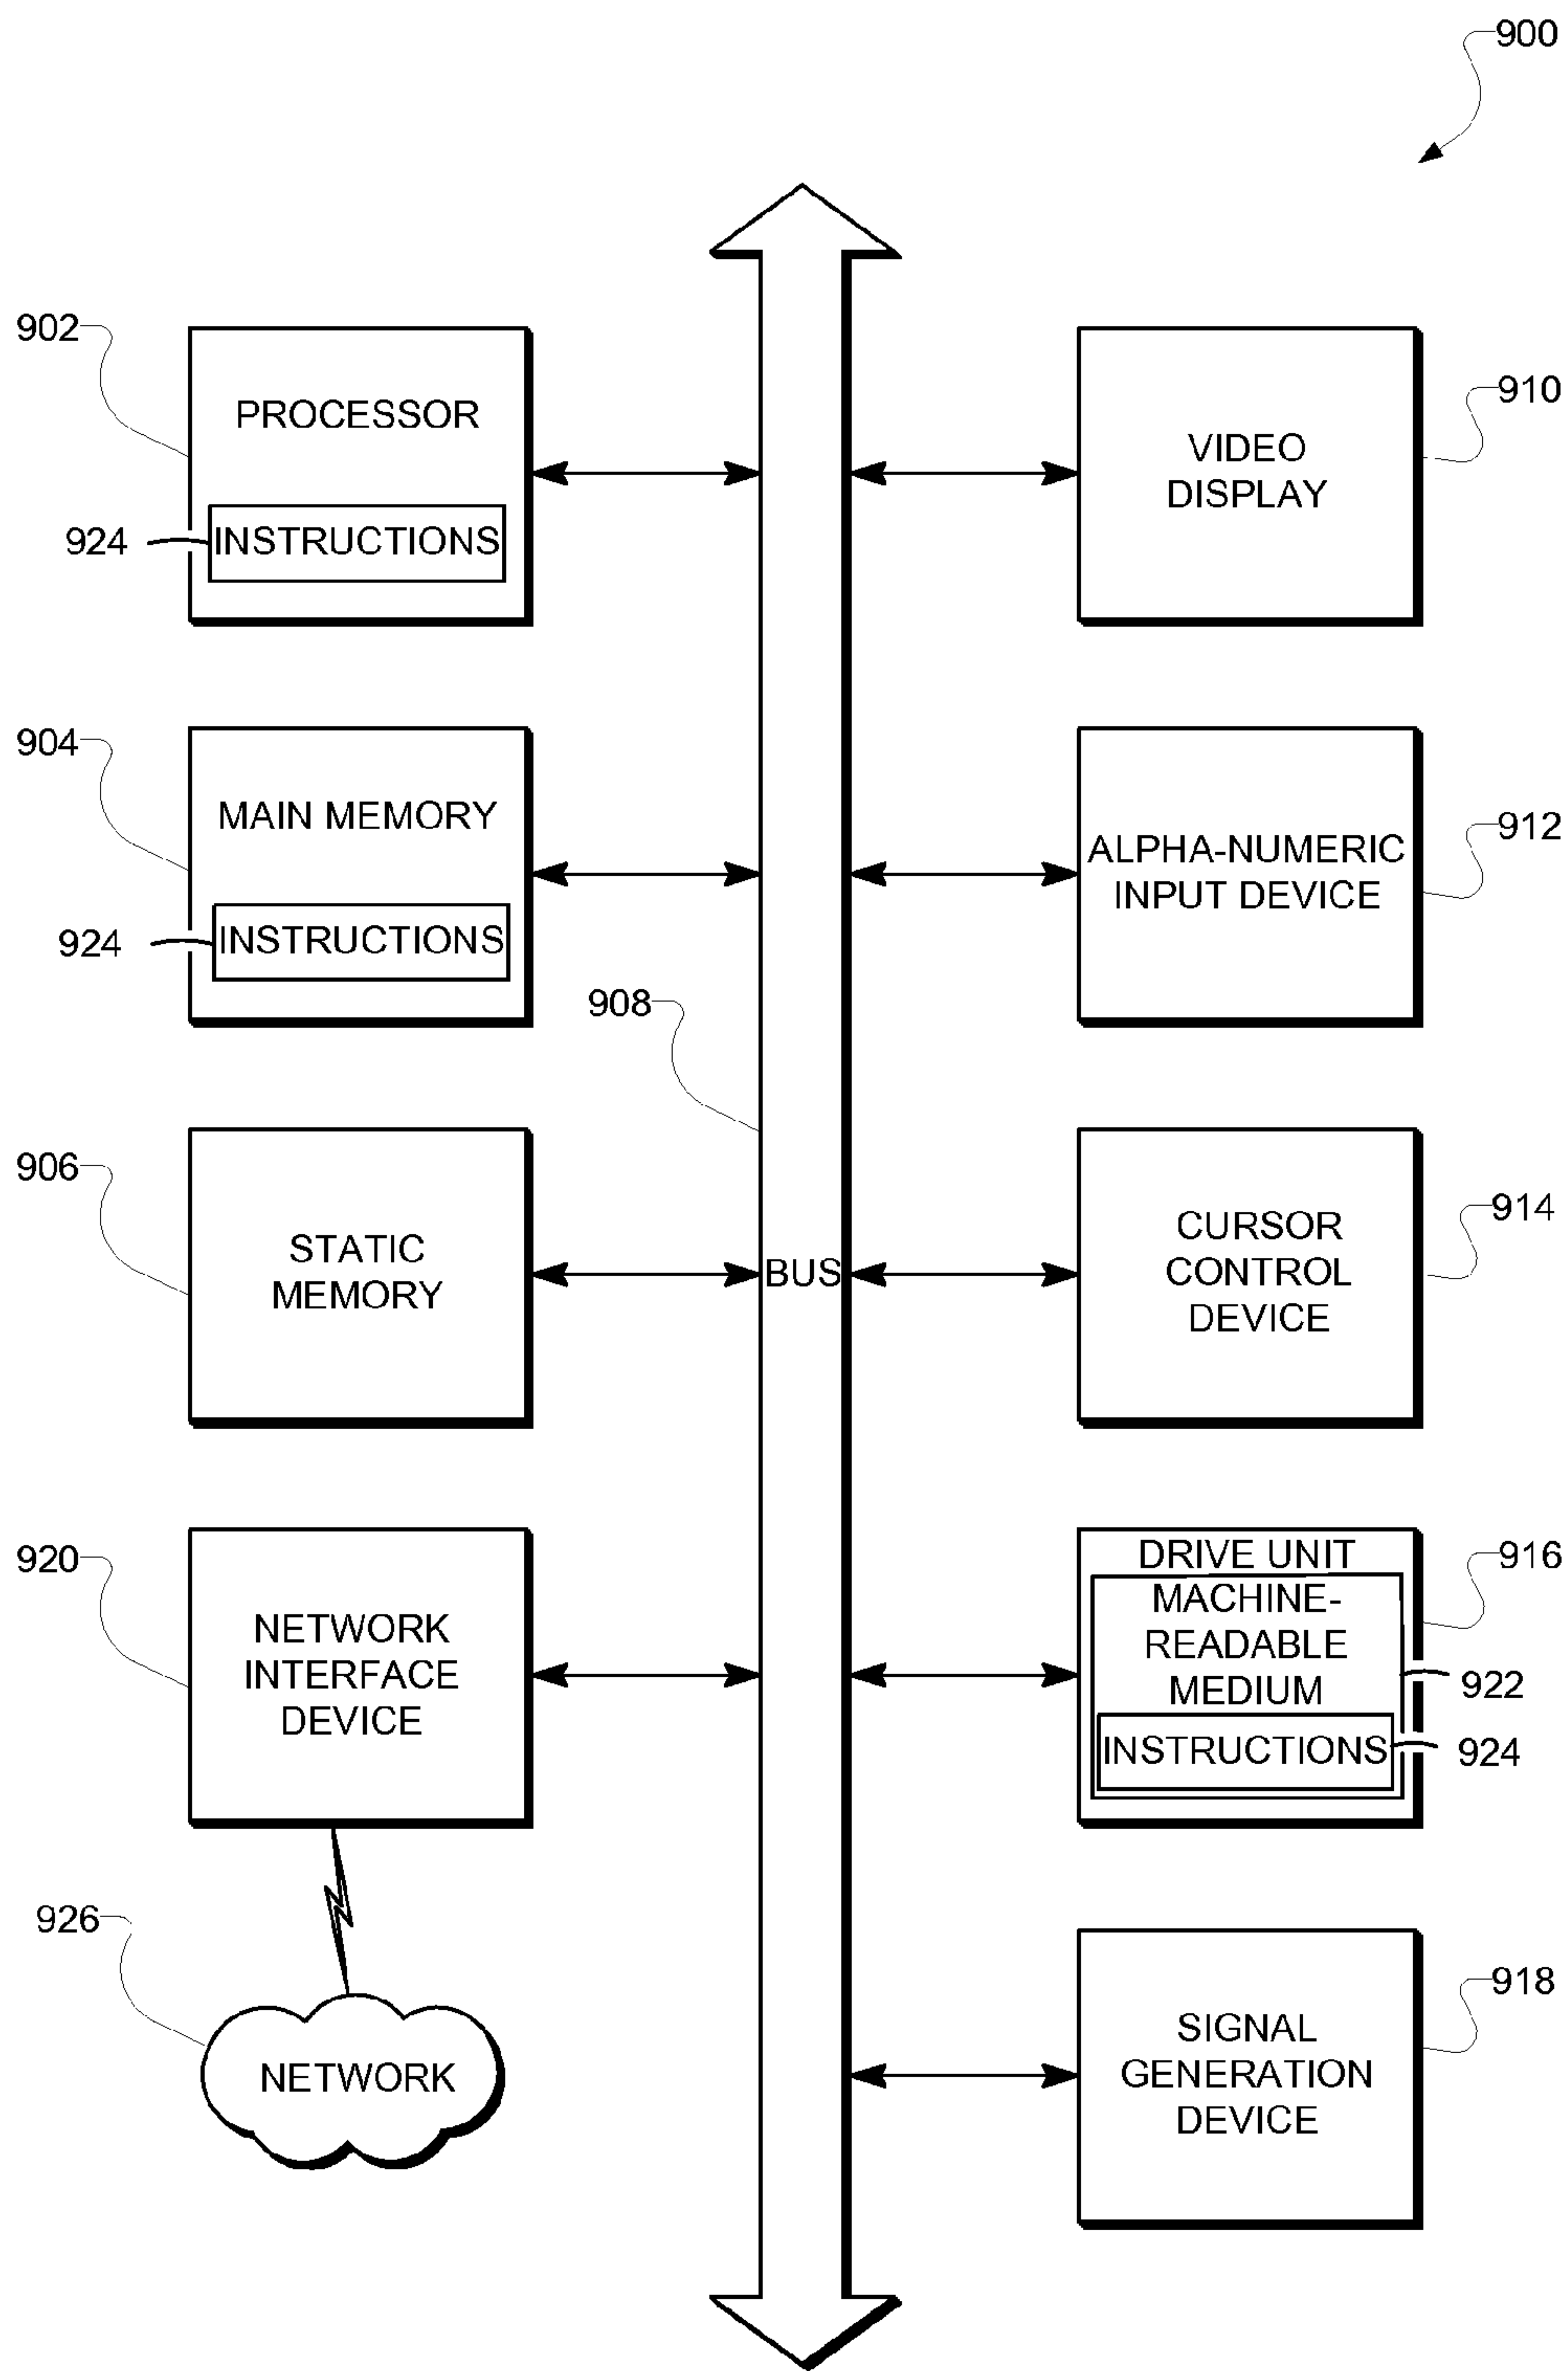 900
902
PROCESSOR
924
INSTRUCTIONS
910
VIDEO
DISPLAY
904
MAIN MEMORY
924
INSTRUCTIONS
912
ALPHA-NUMERIC
INPUT DEVICE
908
906
STATIC
MEMORY
BUS
914
CURSOR
CONTROL
DEVICE
920
NETWORK
INTERFACE
DEVICE
916
DRIVE UNIT
MACHINE-
READABLE
MEDIUM
922
INSTRUCTIONS
924
926
NETWORK
918
SIGNAL
GENERATION
DEVICE